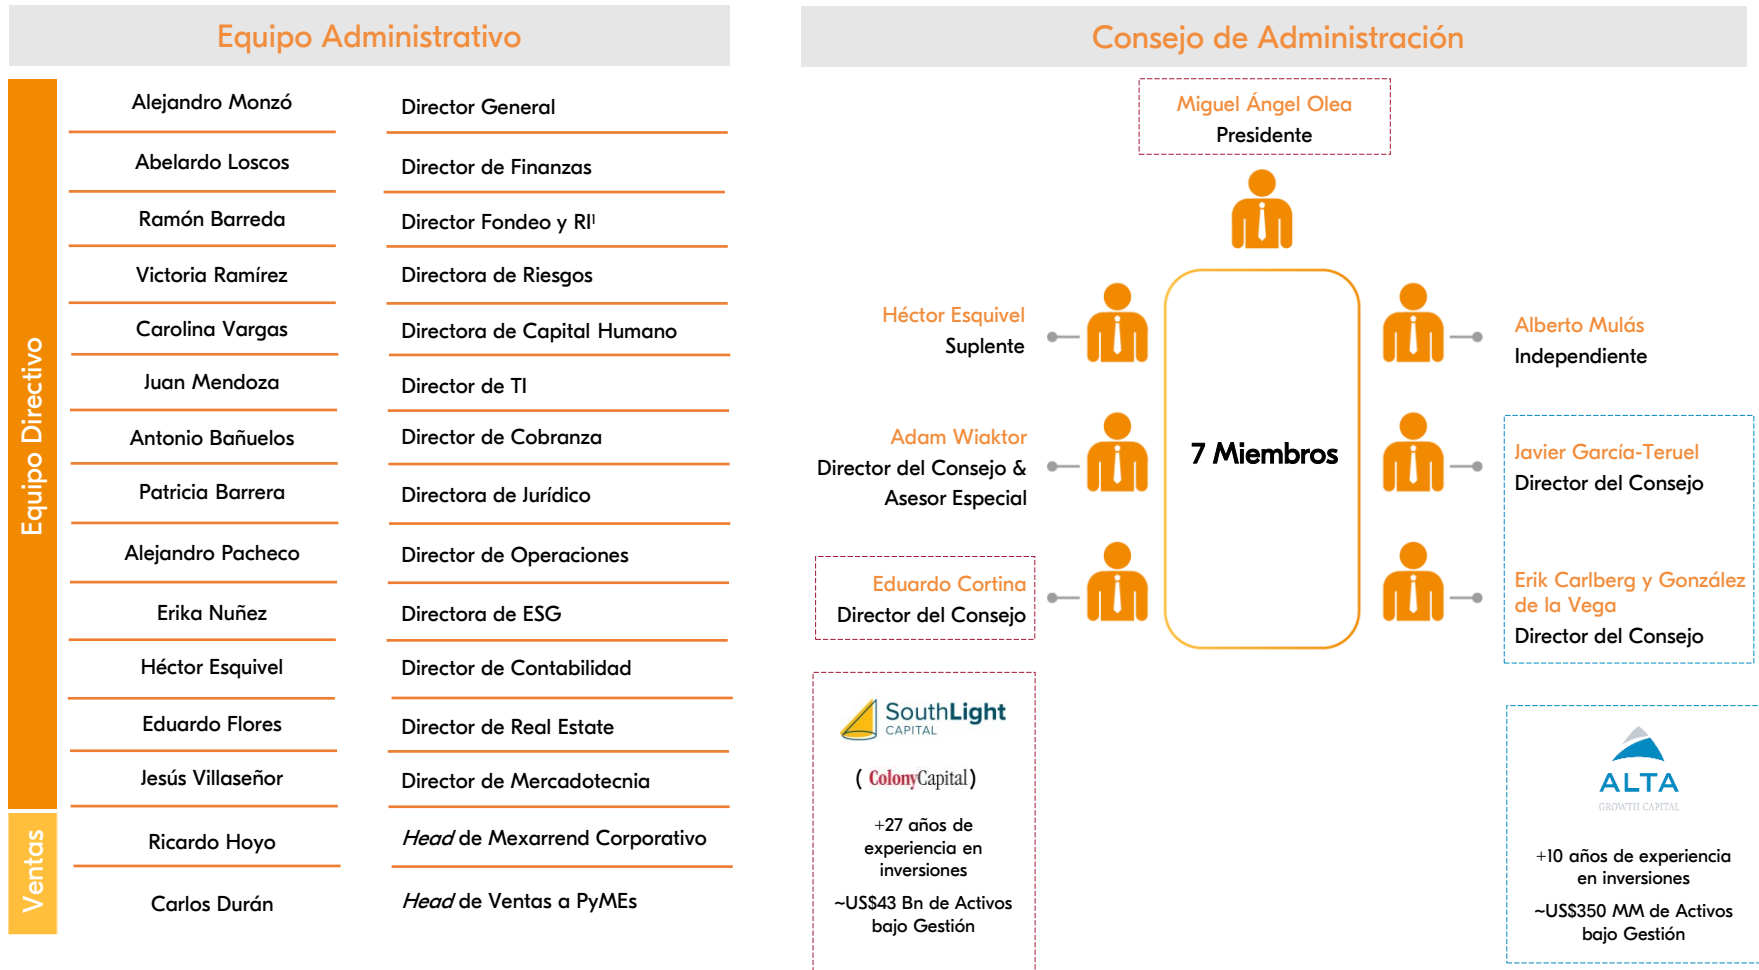 Equipo Administrativo
Equipo Directivo
Alejandro Monzó Director General
Abelardo Loscos Director de Finanzas
Ramón Barreda Director Fondeo y RI¹
Victoria Ramírez Directora de Riesgos
Carolina Vargas Directora de Capital Humano
Juan Mendoza Director de TI
Antonio Bañuelos Director de Cobranza
Patricia Barrera Directora de Jurídico
Alejandro Pacheco Director de Operaciones
Erika Nuñez Directora de ESG
Héctor Esquivel Director de Contabilidad
Eduardo Flores Director de Real Estate
Jesús Villaseñor Director de Mercadotecnia
Ventas
Ricardo Hoyo Head de Mexarrend Corporativo
Carlos Durán Head de Ventas a PyMEs
Consejo de Administración
Miguel Ángel Olea
Presidente
Héctor Esquivel
Suplente
Adam Wiaktor
Director del Consejo &
Asesor Especial
Eduardo Cortina
Director del Consejo
7 Miembros
Alberto Mulás
Independiente
Javier García-Teruel
Director del Consejo
Erik Carlberg y González
de la Vega
Director del Consejo
SouthLight
CAPITAL
( ColonyCapital)
+27 años de
experiencia en
inversiones
~US$43 Bn de Activos
bajo Gestión
ALTA
GROWTH CAPITAL
+10 años de experiencia
en inversiones
~US$350 MM de Activos
bajo Gestión